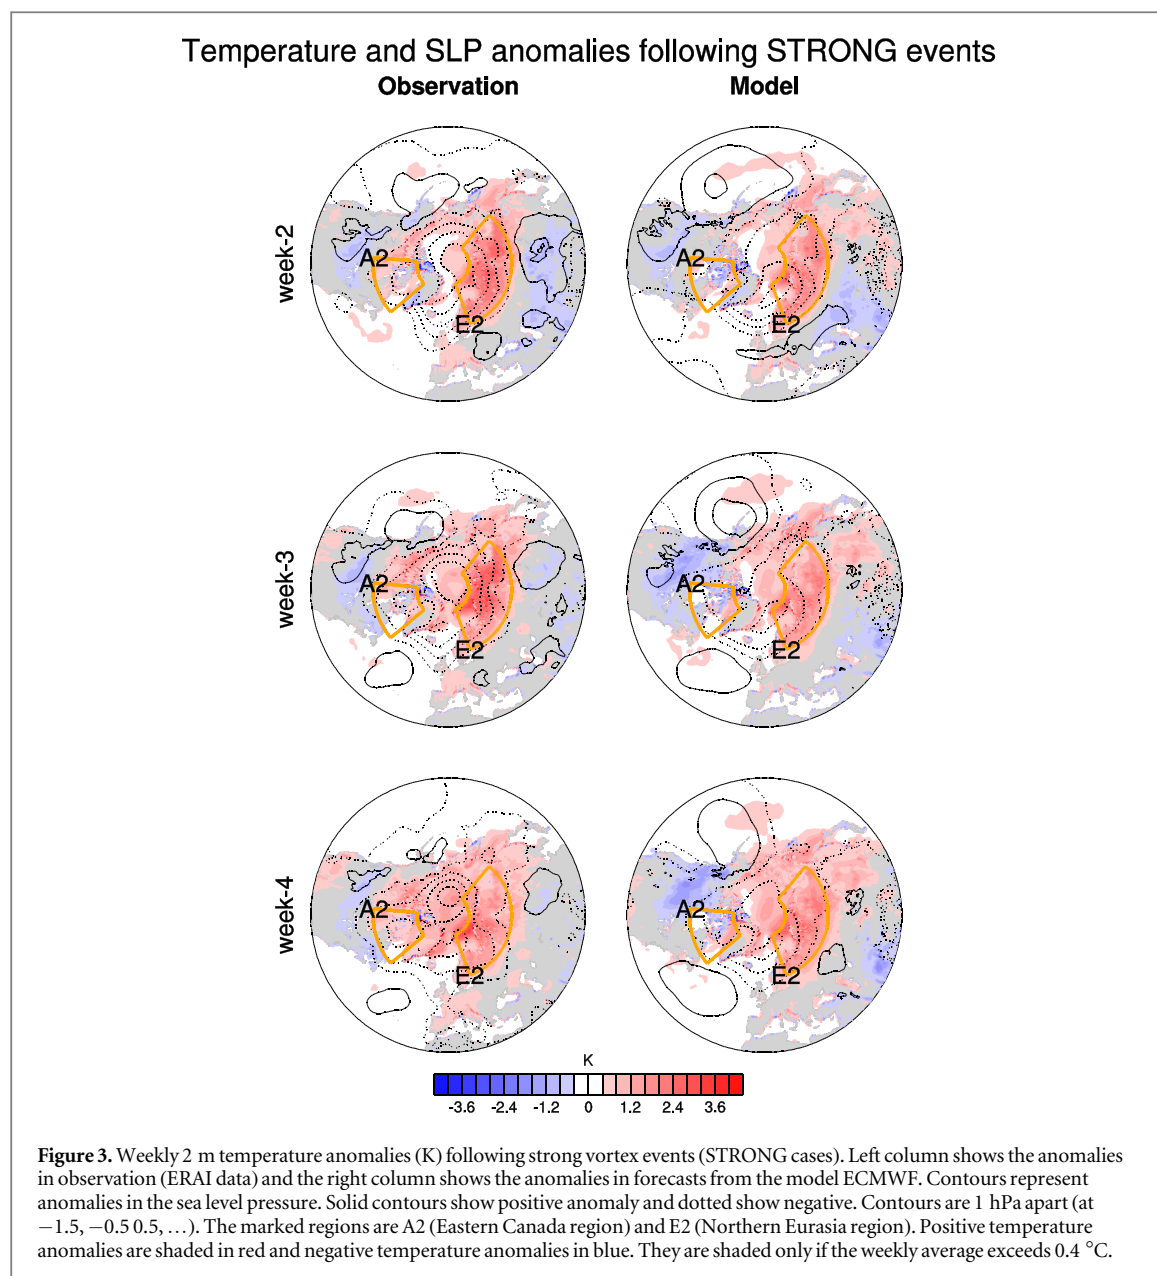 Temperature and SLP anomalies following STRONG events
Observation Model
week-2
A2
E2
A2
E2
week-3
A2
E2
A2
E2
week-4
A2
E2
A2
E2
K
-3.6 -2.4 -1.2 0 1.2 2.4 3.6
Figure 3. Weekly 2 m temperature anomalies (K) following strong vortex events (STRONG cases). Left column shows the anomalies
in observation (ERAI data) and the right column shows the anomalies in forecasts from the model ECMWF. Contours represent
anomalies in the sea level pressure. Solid contours show positive anomaly and dotted show negative. Contours are 1 hPa apart (at
−1.5, −0.5 0.5, …). The marked regions are A2 (Eastern Canada region) and E2 (Northern Eurasia region). Positive temperature
anomalies are shaded in red and negative temperature anomalies in blue. They are shaded only if the weekly average exceeds 0.4 °C.